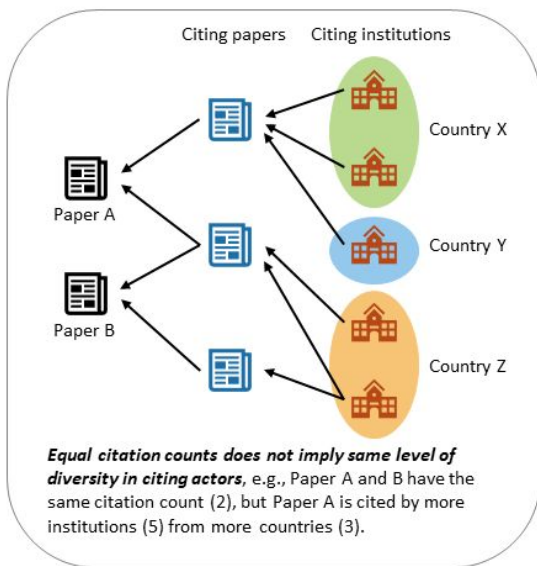 Citing papers Citing institutions
Country X
Paper A
Country Y
Paper B
Country Z
Equal citation counts does not imply same level of
diversity in citing actors, e.g., Paper A and B have the
same citation count (2), but Paper A is cited by more
institutions (5) from more countries (3).